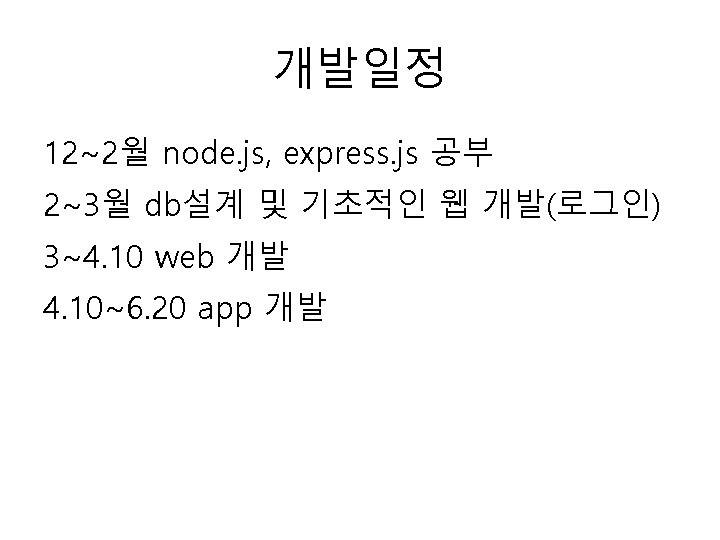 개발일정
12~2월 node.js, express.js 공부
2~3월 db설계 및 기초적인 웹 개발(로그인)
3~4.10 web 개발
4.10~6.20 app 개발